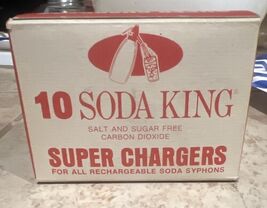 10 SODA KING
SALT AND SUGAR FREE
CARBON DIOXIDE
SUPER CHARGERS
FOR ALL RECHARGEABLE SODA SYPHONS